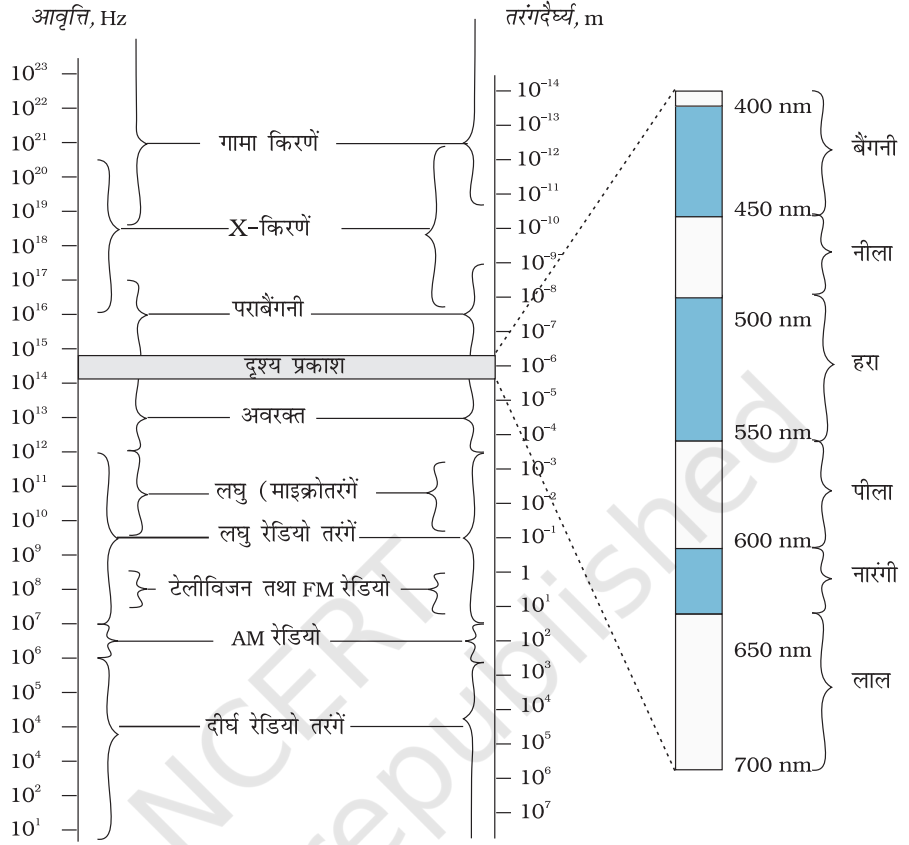 आवृत्ति, Hz
10²³
10²²
10²¹
10²⁰
10¹⁹
10¹⁸
10¹⁷
10¹⁶
10¹⁵
10¹⁴
10¹³
10¹²
10¹¹
10¹⁰
10⁹
10⁸
10⁷
10⁶
10⁵
10⁴
10⁴
10²
10¹
गामा किरणें
X-किरणें
पराबैंगनी
दृश्य प्रकाश
अवरक्त
लघु (माइक्रोतरंगें
लघु रेडियो तरंगें
टेलीविजन तथा FM रेडियो
AM रेडियो
दीर्घ रेडियो तरंगें
तरंगदैर्घ्य, m
10⁻¹⁴
10⁻¹³
10⁻¹²
10⁻¹¹
10⁻¹⁰
10⁻⁹
10⁻⁸
10⁻⁷
10⁻⁶
10⁻⁵
10⁻⁴
10⁻³
10⁻²
10⁻¹
1
10¹
10²
10³
10⁴
10⁵
10⁶
10⁷
400 nm
450 nm
500 nm
550 nm
600 nm
650 nm
700 nm
बैंगनी
नीला
हरा
पीला
नारंगी
लाल
NCERT
republished